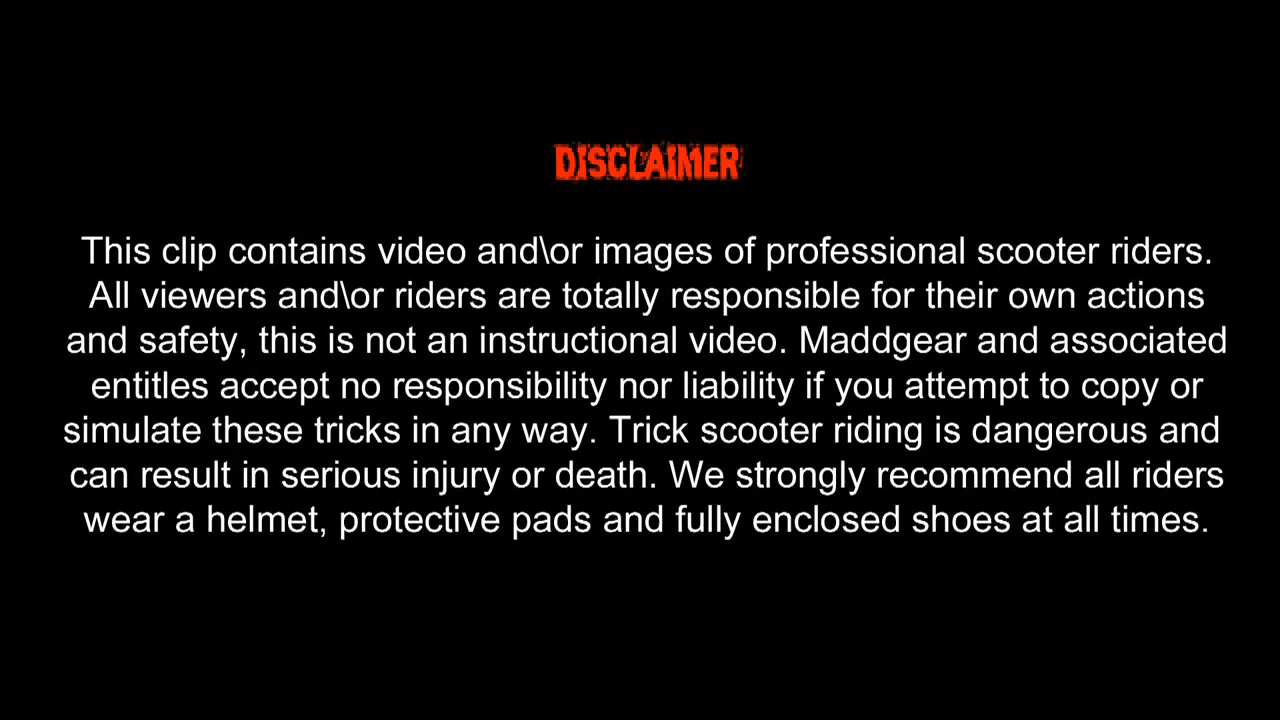 DISCLAIMER
This clip contains video and\or images of professional scooter riders.
All viewers and\or riders are totally responsible for their own actions
and safety, this is not an instructional video. Maddgear and associated
entitles accept no responsibility nor liability if you attempt to copy or
simulate these tricks in any way. Trick scooter riding is dangerous and
can result in serious injury or death. We strongly recommend all riders
wear a helmet, protective pads and fully enclosed shoes at all times.